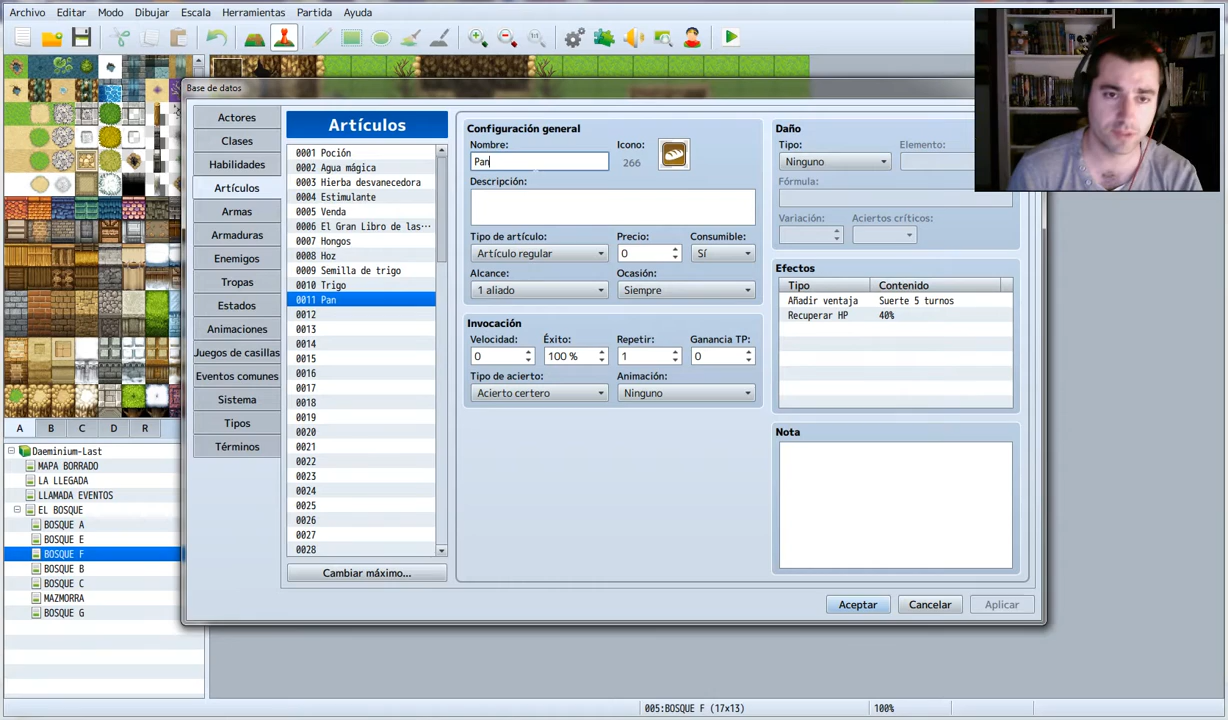 Archivo Editar Modo Dibujar Escala Herramientas Partida Ayuda
1:1
Base de datos
Actores
Clases
Habilidades
Artículos
Armas
Armaduras
Enemigos
Tropas
Estados
Animaciones
Juegos de casillas
Eventos comunes
Sistema
Tipos
Términos
Artículos
0001 Poción
0002 Agua mágica
0003 Hierba desvanecedora
0004 Estimulante
0005 Venda
0006 El Gran Libro de las···
0007 Hongos
0008 Hoz
0009 Semilla de trigo
0010 Trigo
0011 Pan
0012
0013
0014
0015
0016
0017
0018
0019
0020
0021
0022
0023
0024
0025
0026
0027
0028
Cambiar máximo...
Configuración general
Nombre: Icono:
Pan 266
Descripción:
Tipo de artículo: Precio: Consumible:
Artículo regular 0 Sí
Alcance: Ocasión:
1 aliado Siempre
Invocación
Velocidad: Éxito: Repetir: Ganancia TP:
0 100 % 1 0
Tipo de acierto: Animación:
Acierto certero Ninguno
Daño
Tipo: Elemento:
Ninguno
Fórmula:
Variación: Aciertos críticos:
Efectos
Tipo Contenido
Añadir ventaja Suerte 5 turnos
Recuperar HP 40%
Nota
Aceptar Cancelar Aplicar
A B C D R
Daeminium-Last
MAPA BORRADO
LA LLEGADA
LLAMADA EVENTOS
EL BOSQUE
BOSQUE A
BOSQUE E
BOSQUE F
BOSQUE B
BOSQUE C
MAZMORRA
BOSQUE G
005:BOSQUE F (17x13) 100%